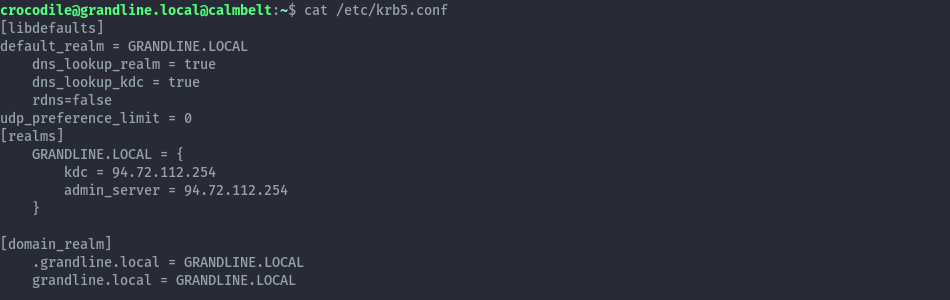 crocodile@grandline.local@calmbelt:~$ cat /etc/krb5.conf
[libdefaults]
default_realm = GRANDLINE.LOCAL
    dns_lookup_realm = true
    dns_lookup_kdc = true
    rdns=false
udp_preference_limit = 0
[realms]
    GRANDLINE.LOCAL = {
        kdc = 94.72.112.254
        admin_server = 94.72.112.254
    }

[domain_realm]
    .grandline.local = GRANDLINE.LOCAL
    grandline.local = GRANDLINE.LOCAL